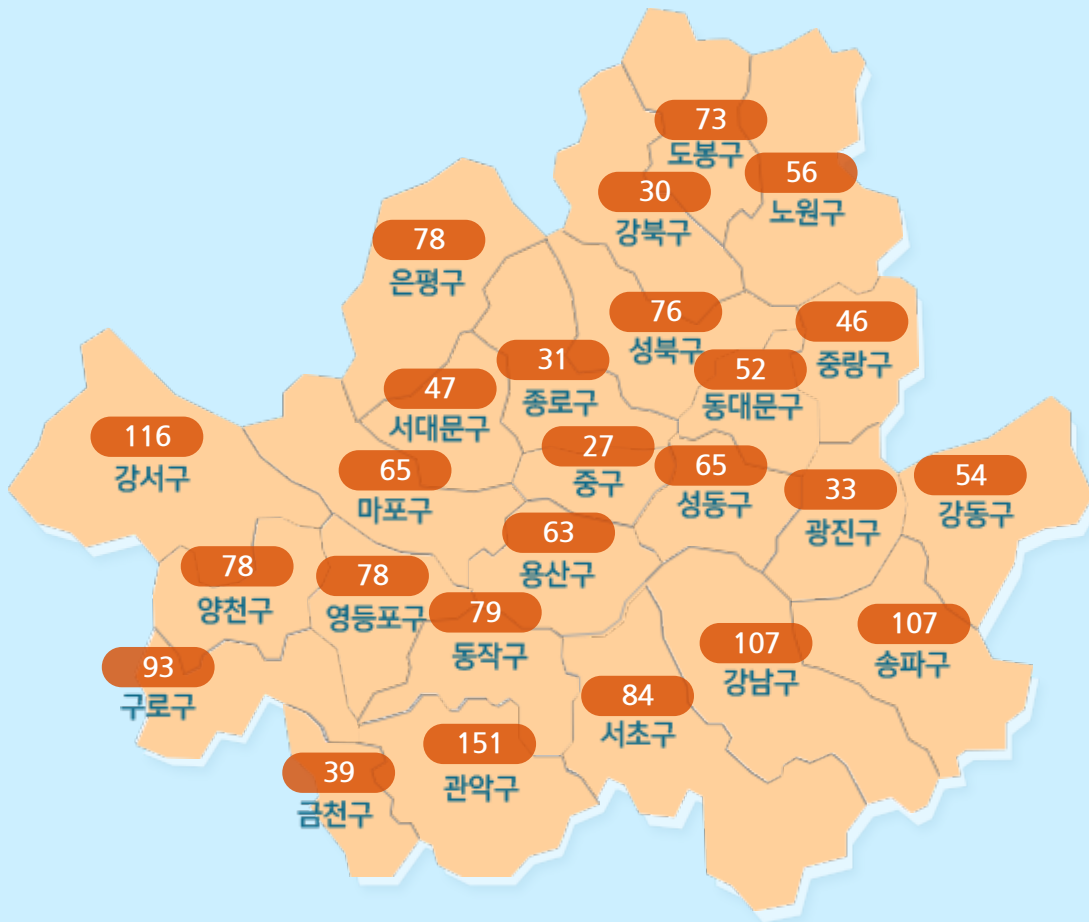 73
도봉구
56
노원구
30
강북구
78
은평구
76
성북구
46
중랑구
31
종로구
52
동대문구
47
서대문구
116
강서구
27
중구
65
성동구
65
마포구
54
강동구
33
광진구
63
용산구
78
양천구
78
영등포구
79
동작구
107
송파구
107
강남구
93
구로구
84
서초구
151
관악구
39
금천구